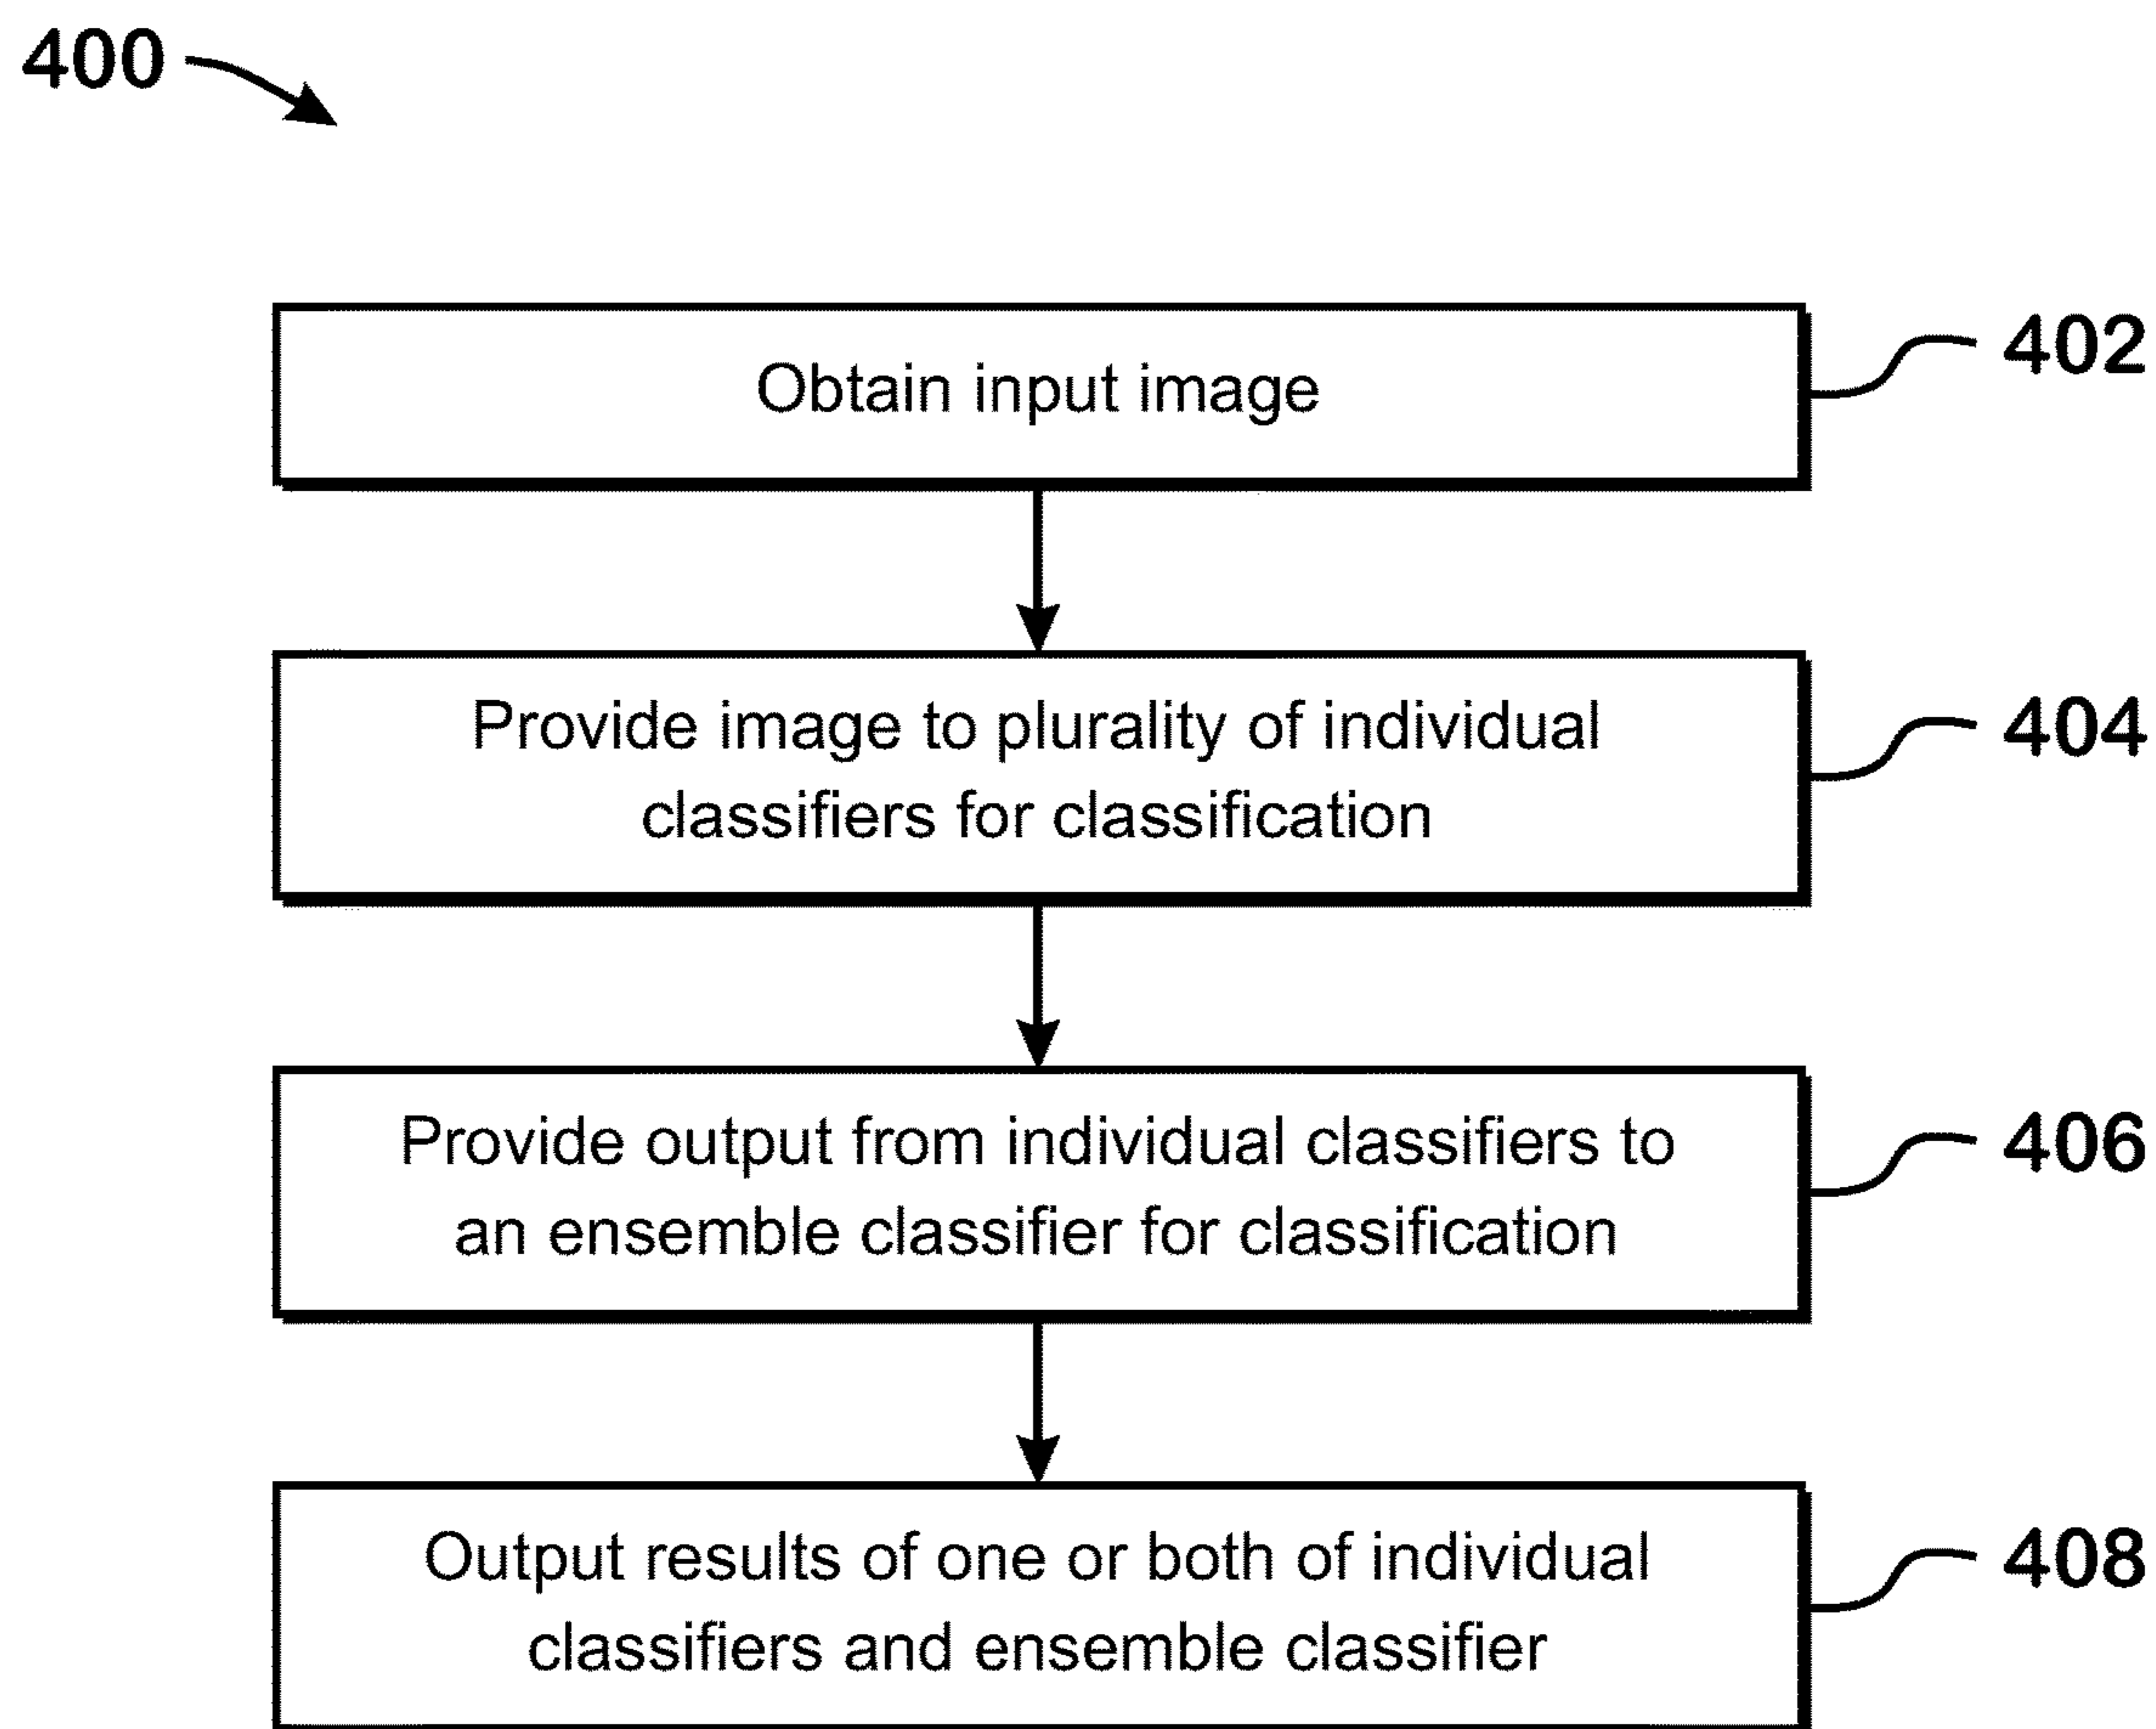 400
Obtain input image
402
Provide image to plurality of individual
classifiers for classification
404
Provide output from individual classifiers to
an ensemble classifier for classification
406
Output results of one or both of individual
classifiers and ensemble classifier
408